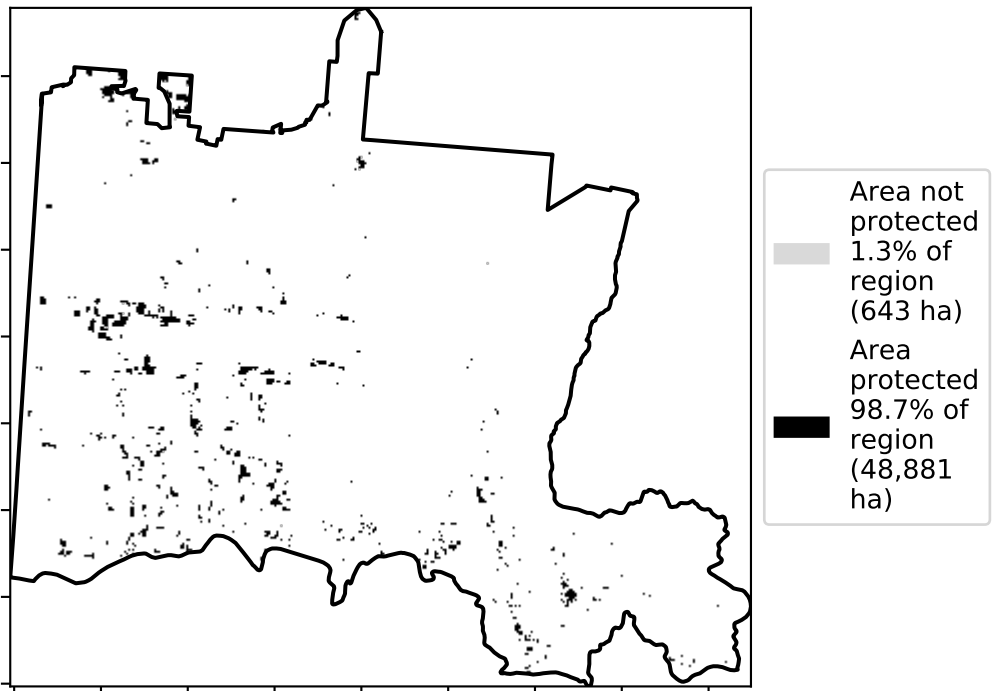 Area not
protected
1.3% of
region
(643 ha)
Area
protected
98.7% of
region
(48,881
ha)